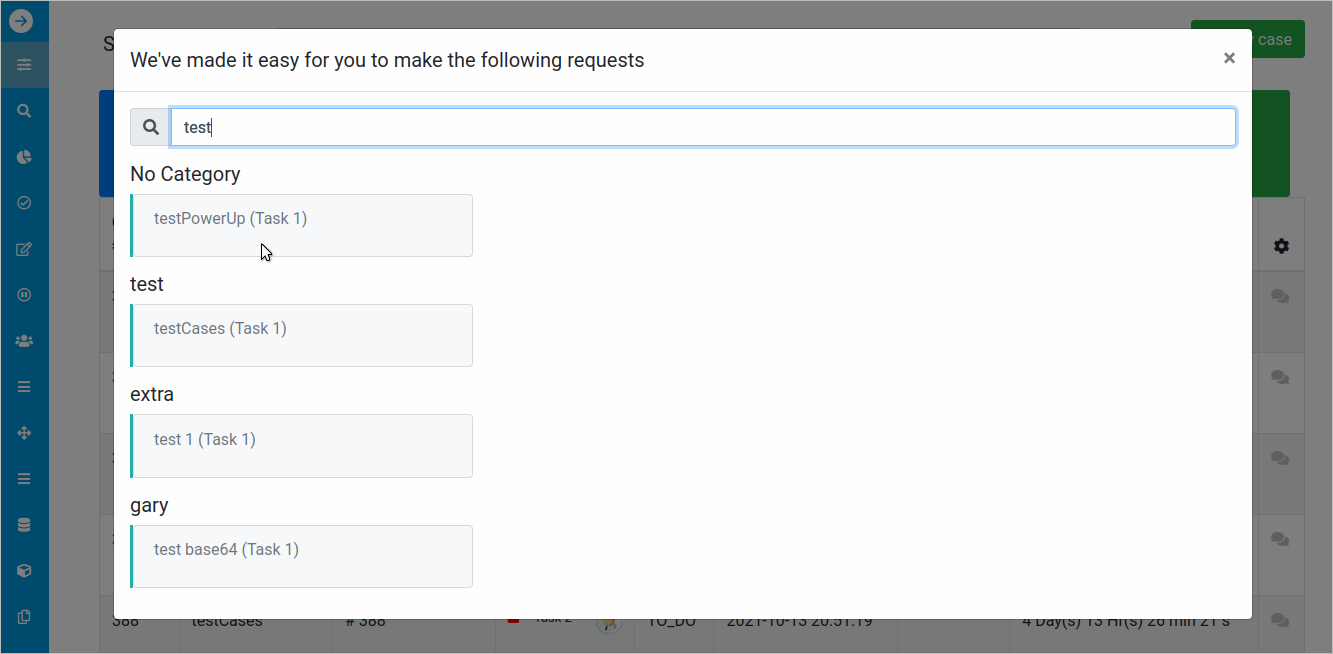 S
case
We've made it easy for you to make the following requests
×
test
No Category
testPowerUp (Task 1)
test
testCases (Task 1)
extra
test 1 (Task 1)
gary
test base64 (Task 1)
388 testCases # 388 Task 2 TO_DO 2021-10-13 20:51:19 4 Day(s) 13 Hr(s) 26 min 21 s